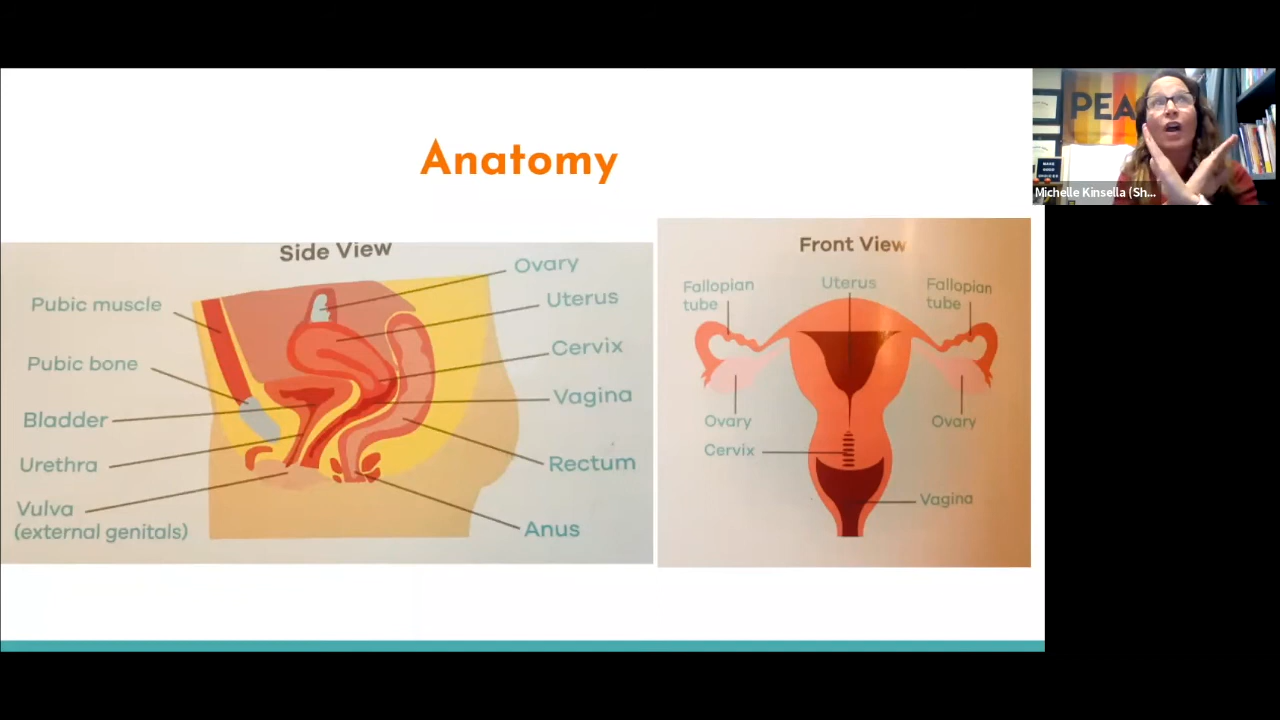 Anatomy
Side View
Ovary
Pubic muscle
Uterus
Pubic bone
Cervix
Bladder
Vagina
Urethra
Rectum
Vulva
(external genitals)
Anus
Front View
Fallopian
tube
Uterus
Fallopian
tube
Ovary
Ovary
Cervix
Vagina
PEA
Michelle Kinsella (Sh...